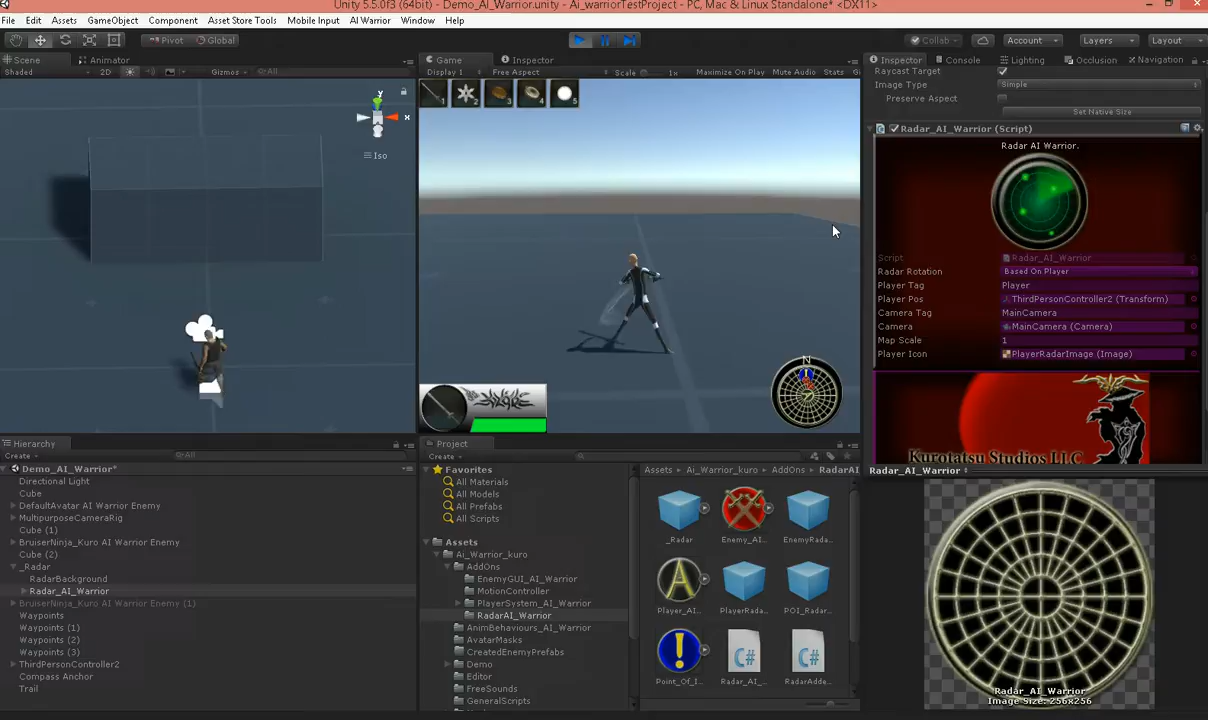 Unity 5.5.0f3 (64bit) - Demo_AI_Warrior.unity - Ai_warriorTestProject - PC, Mac & Linux Standalone* <DX11>
File Edit Assets GameObject Component Asset Store Tools Mobile Input AI Warrior Window Help
Pivot Global Collab Account Layers Layout
Scene Animator
Shaded 2D Gizmos All
y
x
Iso
Game Inspector
Display 1 Free Aspect Scale 1x Maximize On Play Mute Audio Stats
1 2 3 4 5
N
Inspector Console Lighting Occlusion Navigation
Raycast Target
Image Type Simple
Preserve Aspect
Set Native Size
Radar_AI_Warrior (Script)
Radar AI Warrior.
Script Radar_AI_Warrior
Radar Rotation Based On Player
Player Tag Player
Player Pos ThirdPersonController2 (Transform)
Camera Tag MainCamera
Camera MainCamera (Camera)
Map Scale 1
Player Icon PlayerRadarImage (Image)
Kurotatsu Studios LLC
Radar_AI_Warrior
Radar_AI_Warrior
Image Size: 256x256
Hierarchy
Create All
Demo_AI_Warrior*
Directional Light
Cube
DefaultAvatar AI Warrior Enemy
MultipurposeCameraRig
Cube (1)
BruiserNinja_Kuro AI Warrior Enemy
Cube (2)
_Radar
RadarBackground
Radar_AI_Warrior
BruiserNinja_Kuro AI Warrior Enemy (1)
Waypoints
Waypoints (1)
Waypoints (2)
Waypoints (3)
ThirdPersonController2
Compass Anchor
Trail
Project
Create
Favorites
All Materials
All Models
All Prefabs
All Scripts
Assets
Ai_Warrior_kuro
AddOns
EnemyGUI_AI_Warrior
MotionController
PlayerSystem_AI_Warrior
RadarAI_Warrior
AnimBehaviours_AI_Warrior
AvatarMasks
CreatedEnemyPrefabs
Demo
Editor
FreeSounds
GeneralScripts
Assets Ai_Warrior_kuro AddOns RadarAI
_Radar Enemy_AI... EnemyRada...
Player_AI... PlayerRada... POI_Radar...
Point_Of_I... Radar_AI_... RadarAdde...